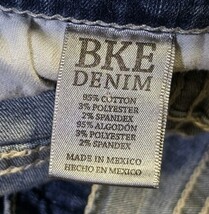 BKE
DENIM
95% COTTON
3% POLYESTER
2% SPANDEX
95% ALGODÓN
3% POLYESTER
2% SPANDEX
MADE IN MEXICO
HECHO EN MEXICO